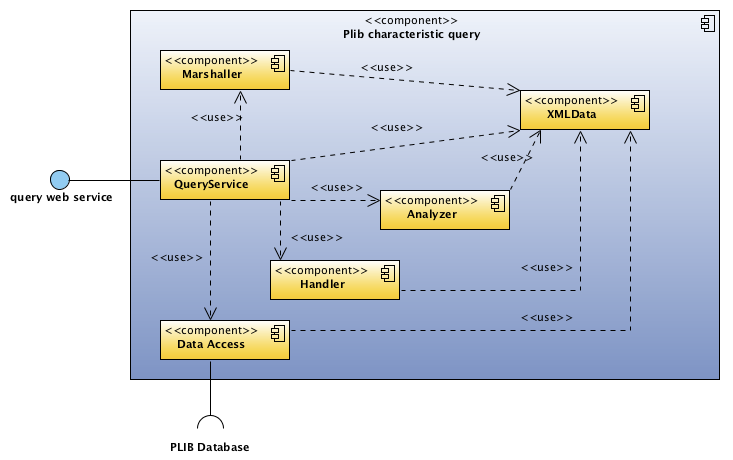 <<component>>
Plib characteristic query
<<component>>
Marshaller
<<use>>
<<component>>
XMLData
<<use>>
<<use>>
<<use>>
<<component>>
QueryService
query web service
<<use>>
<<component>>
Analyzer
<<use>>
<<use>>
<<component>>
Handler
<<use>>
<<use>>
<<component>>
Data Access
PLIB Database